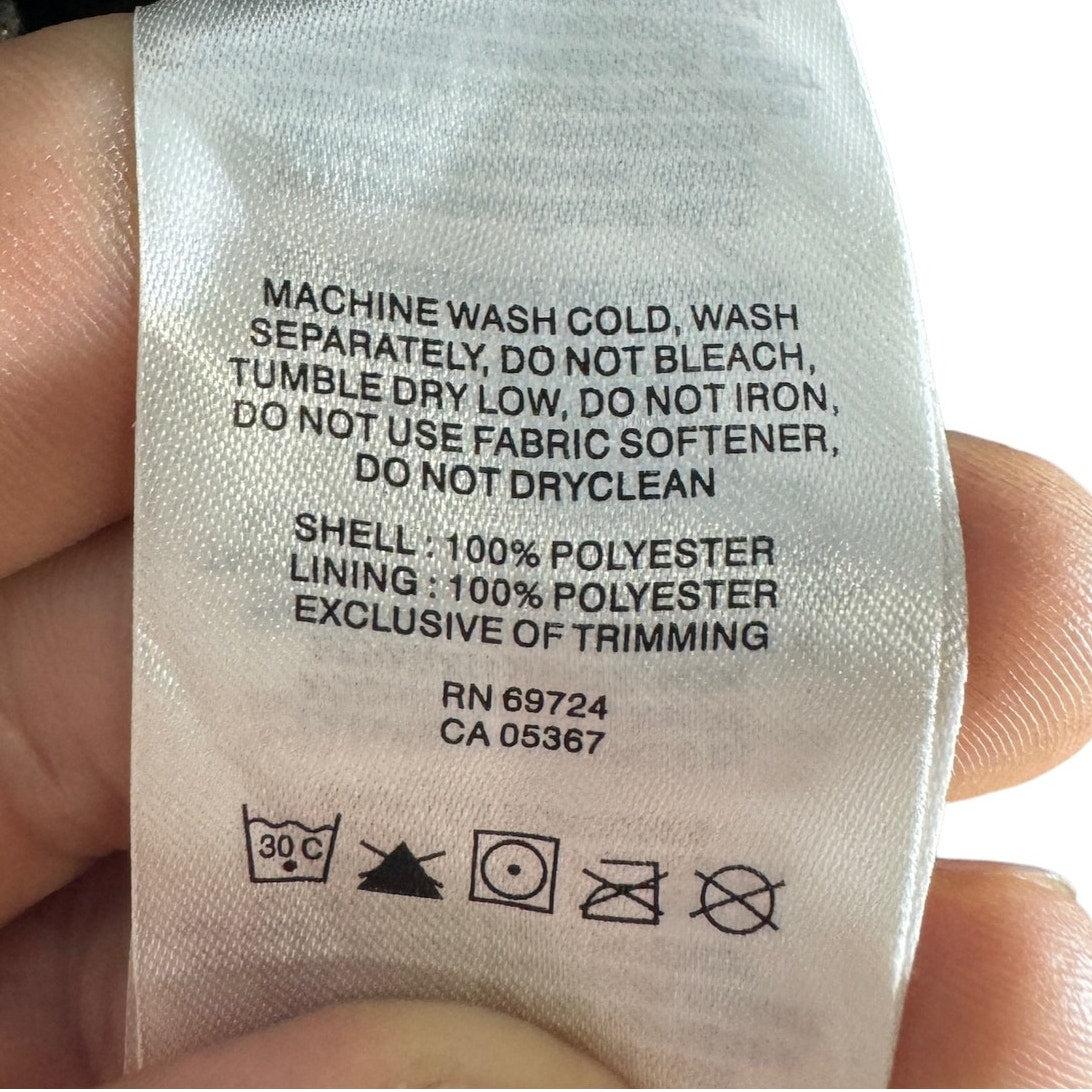 MACHINE WASH COLD, WASH
SEPARATELY, DO NOT BLEACH,
TUMBLE DRY LOW, DO NOT IRON,
DO NOT USE FABRIC SOFTENER,
DO NOT DRYCLEAN
SHELL : 100% POLYESTER
LINING : 100% POLYESTER
EXCLUSIVE OF TRIMMING
RN 69724
CA 05367
30 C